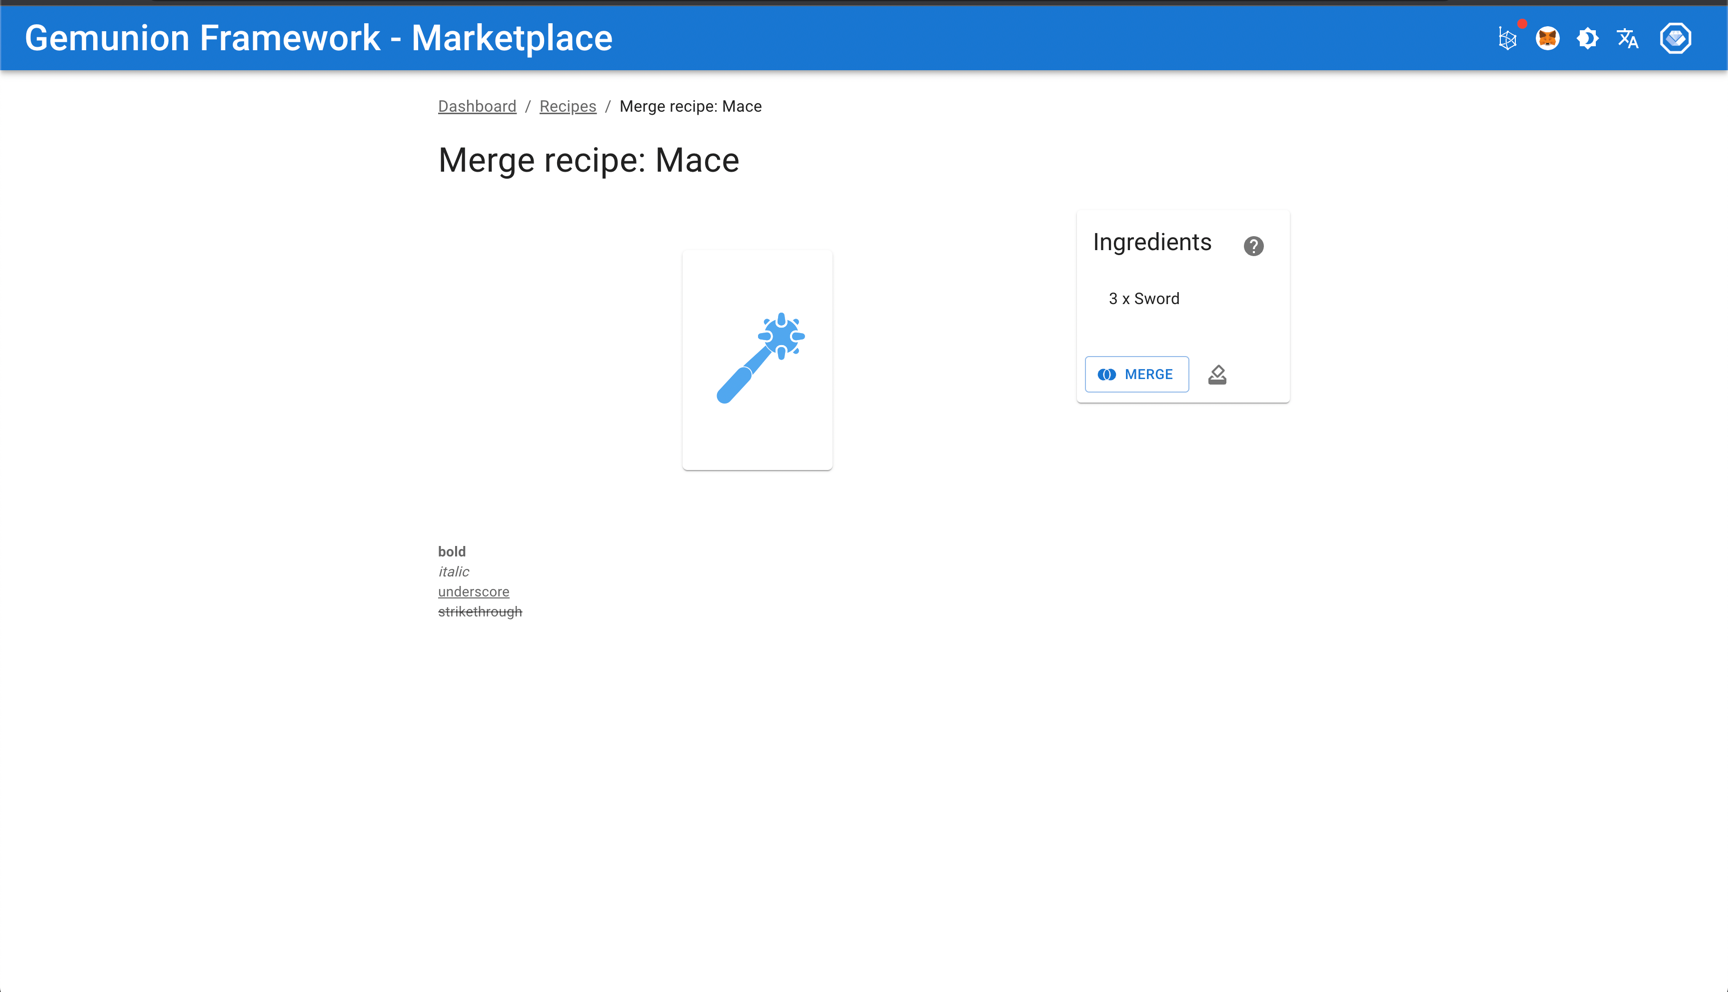 Gemunion Framework - Marketplace
Dashboard / Recipes / Merge recipe: Mace
Merge recipe: Mace
Ingredients
3 x Sword
MERGE
bold
italic
underscore
strikethrough